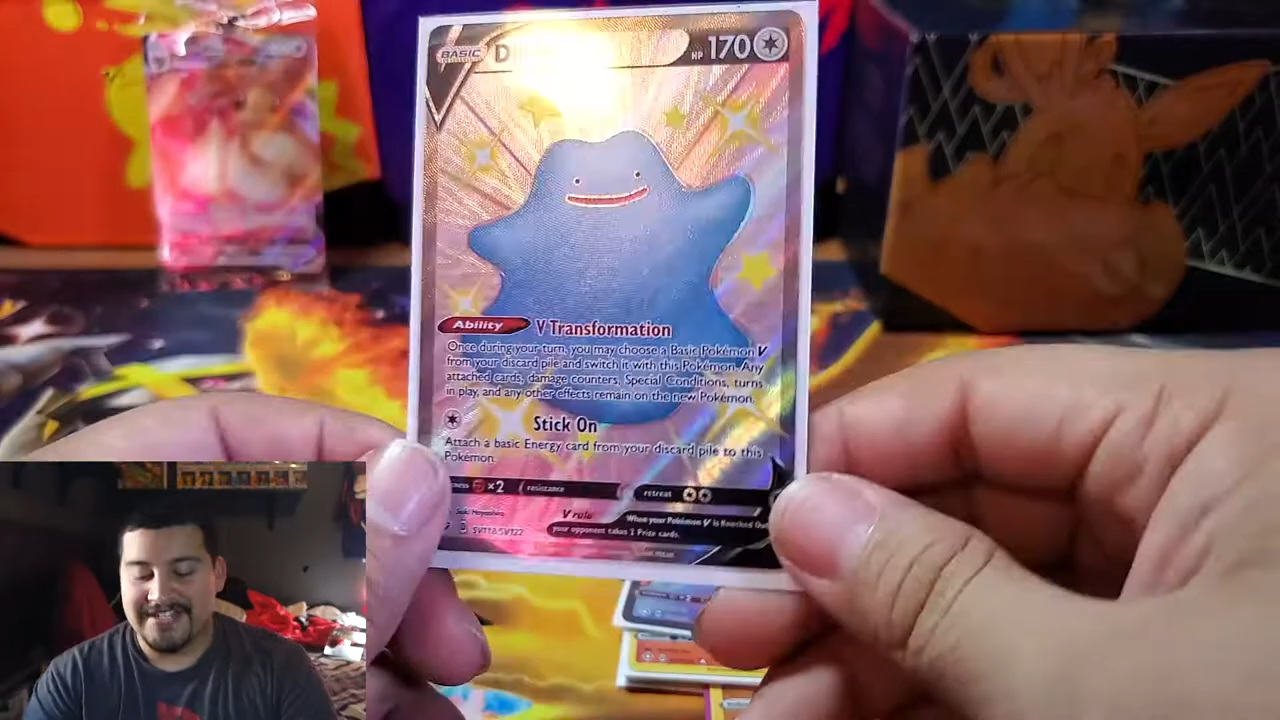 BASIC
HP 170
Ability V Transformation
Once during your turn, you may choose a Basic Pokémon V
from your discard pile and switch it with this Pokémon. Any
attached cards, damage counters, Special Conditions, turns
in play, and any other effects remain on the new Pokémon.
Stick On
Attach a basic Energy card from your discard pile to this
Pokémon.
×2 resistance retreat
V rule When your Pokémon V is Knocked Out,
your opponent takes 2 Prize cards.